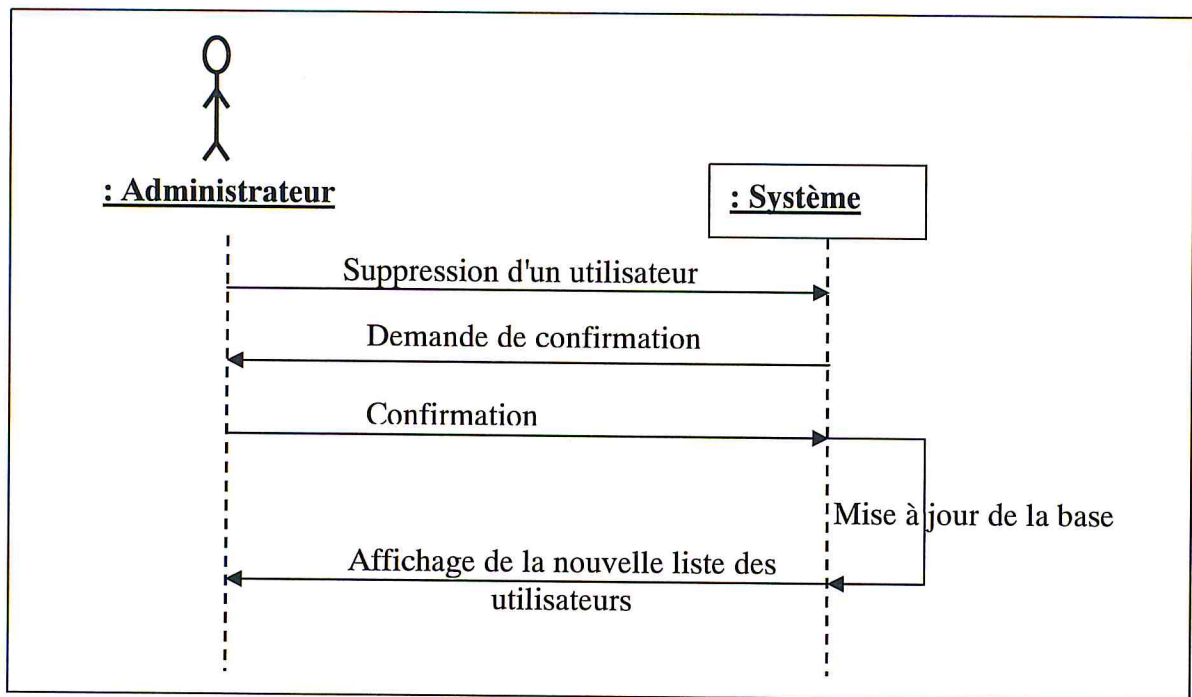 : Administrateur
: Système
Suppression d'un utilisateur
Demande de confirmation
Confirmation
Mise à jour de la base
Affichage de la nouvelle liste des
utilisateurs